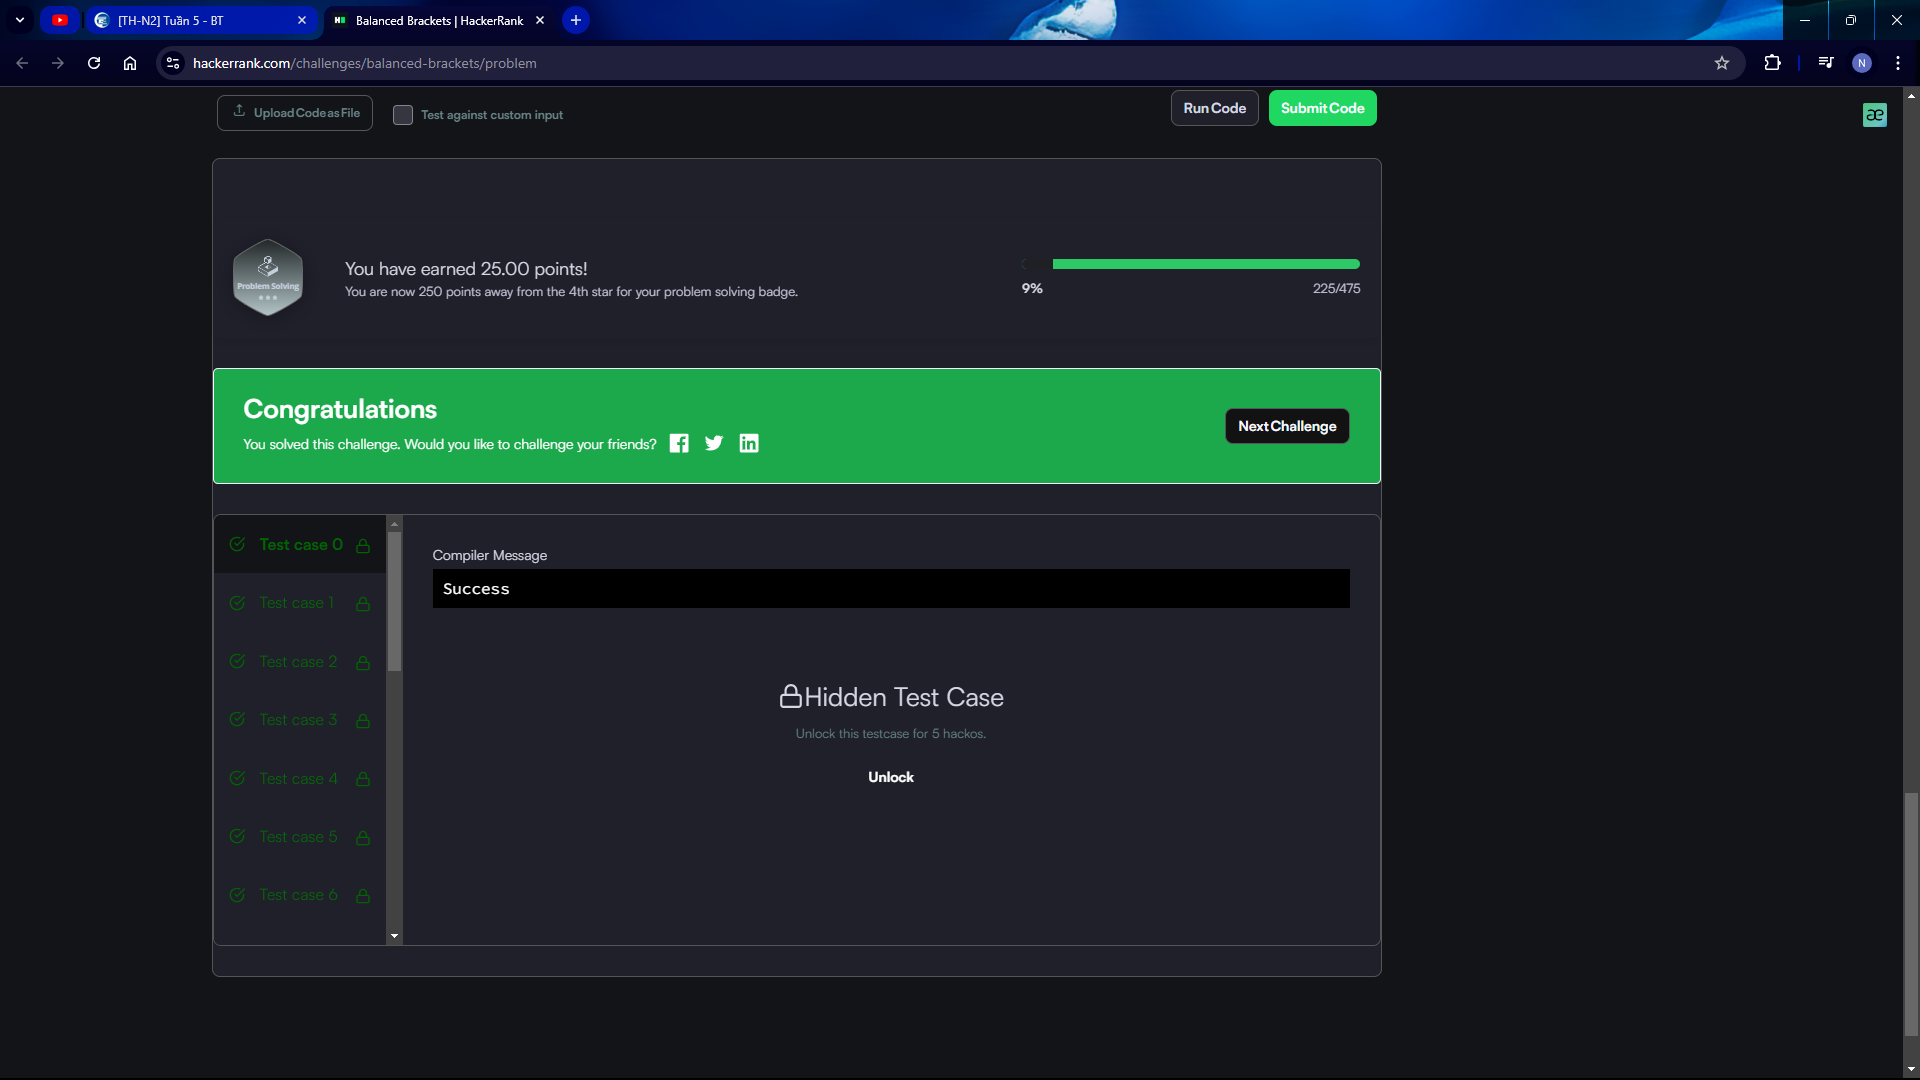 [TH-N2] Tuần 5 - BT
Balanced Brackets | HackerRank
hackerrank.com/challenges/balanced-brackets/problem
N
Upload Code as File
Test against custom input
Run Code
Submit Code
æ
Problem Solving
You have earned 25.00 points!
You are now 250 points away from the 4th star for your problem solving badge.
9%
225/475
Congratulations
You solved this challenge. Would you like to challenge your friends?
Next Challenge
Test case 0
Test case 1
Test case 2
Test case 3
Test case 4
Test case 5
Test case 6
Compiler Message
Success
Hidden Test Case
Unlock this testcase for 5 hackos.
Unlock